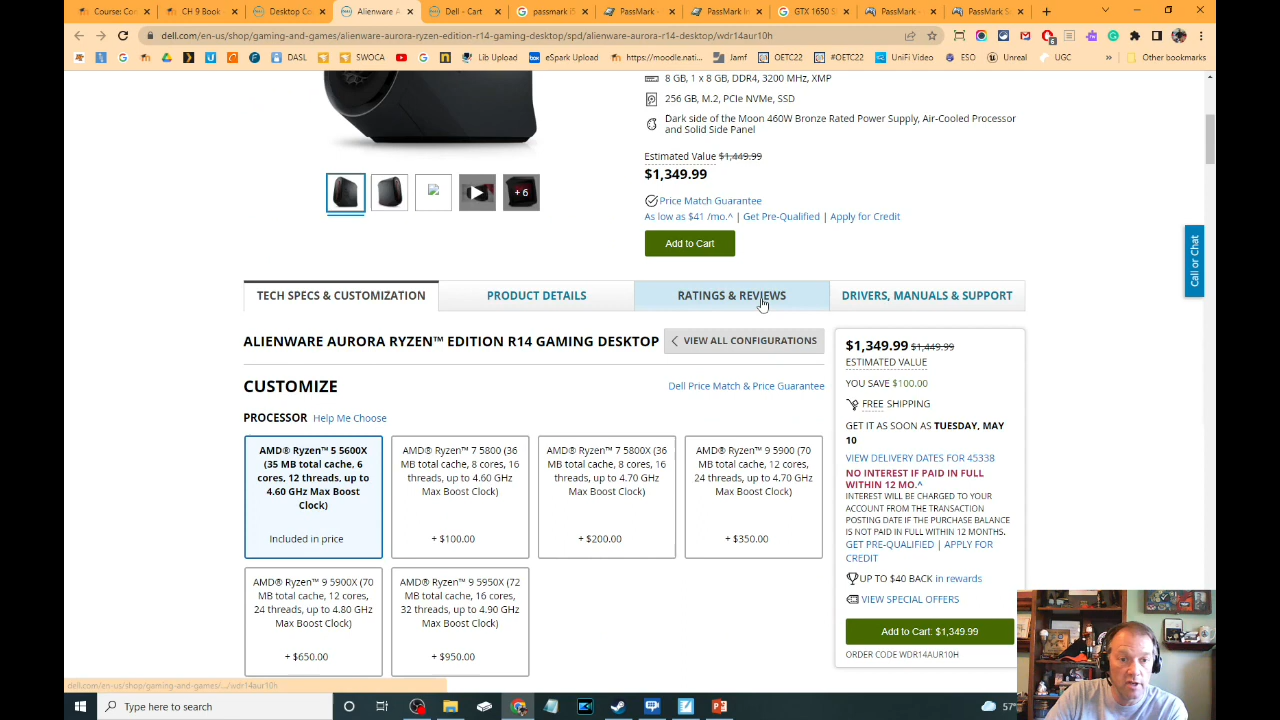 Course: Co
CH 9 Book
Desktop Co
Alienware A
Dell - Cart
passmark i5
PassMark -
PassMark In
GTX 1650 S
PassMark -
PassMark S
dell.com/en-us/shop/gaming-and-games/alienware-aurora-ryzen-edition-r14-gaming-desktop/spd/alienware-aurora-r14-desktop/wdr14aur10h
eSports
DASL
SWOCA
Lib Upload
eSpark Upload
https://moodle.nati...
Jamf
OETC22
#OETC22
UniFi Video
ESO
Unreal
UGC
»
Other bookmarks
8 GB, 1 x 8 GB, DDR4, 3200 MHz, XMP
256 GB, M.2, PCIe NVMe, SSD
Dark side of the Moon 460W Bronze Rated Power Supply, Air-Cooled Processor
and Solid Side Panel
Estimated Value $1,449.99
$1,349.99
Price Match Guarantee
As low as $41 /mo.^ | Get Pre-Qualified | Apply for Credit
Add to Cart
+ 6
Call or Chat
TECH SPECS & CUSTOMIZATION
PRODUCT DETAILS
RATINGS & REVIEWS
DRIVERS, MANUALS & SUPPORT
ALIENWARE AURORA RYZEN™ EDITION R14 GAMING DESKTOP
VIEW ALL CONFIGURATIONS
CUSTOMIZE
Dell Price Match & Price Guarantee
PROCESSOR Help Me Choose
AMD® Ryzen™ 5 5600X
(35 MB total cache, 6
cores, 12 threads, up to
4.60 GHz Max Boost
Clock)
Included in price
AMD® Ryzen™ 7 5800 (36
MB total cache, 8 cores, 16
threads, up to 4.60 GHz
Max Boost Clock)
+ $100.00
AMD® Ryzen™ 7 5800X (36
MB total cache, 8 cores, 16
threads, up to 4.70 GHz
Max Boost Clock)
+ $200.00
AMD® Ryzen™ 9 5900 (70
MB total cache, 12 cores,
24 threads, up to 4.70 GHz
Max Boost Clock)
+ $350.00
AMD® Ryzen™ 9 5900X (70
MB total cache, 12 cores,
24 threads, up to 4.80 GHz
Max Boost Clock)
+ $650.00
AMD® Ryzen™ 9 5950X (72
MB total cache, 16 cores,
32 threads, up to 4.90 GHz
Max Boost Clock)
+ $950.00
$1,349.99 $1,449.99
ESTIMATED VALUE
YOU SAVE $100.00
FREE SHIPPING
GET IT AS SOON AS TUESDAY, MAY
10
VIEW DELIVERY DATES FOR 45338
NO INTEREST IF PAID IN FULL
WITHIN 12 MO.^
INTEREST WILL BE CHARGED TO YOUR
ACCOUNT FROM THE TRANSACTION
POSTING DATE IF THE PURCHASE BALANCE
IS NOT PAID IN FULL WITHIN 12 MONTHS.
GET PRE-QUALIFIED | APPLY FOR
CREDIT
UP TO $40 BACK in rewards
VIEW SPECIAL OFFERS
Add to Cart: $1,349.99
ORDER CODE WDR14AUR10H
dell.com/en-us/shop/gaming-and-games/.../wdr14aur10h
Type here to search
57°